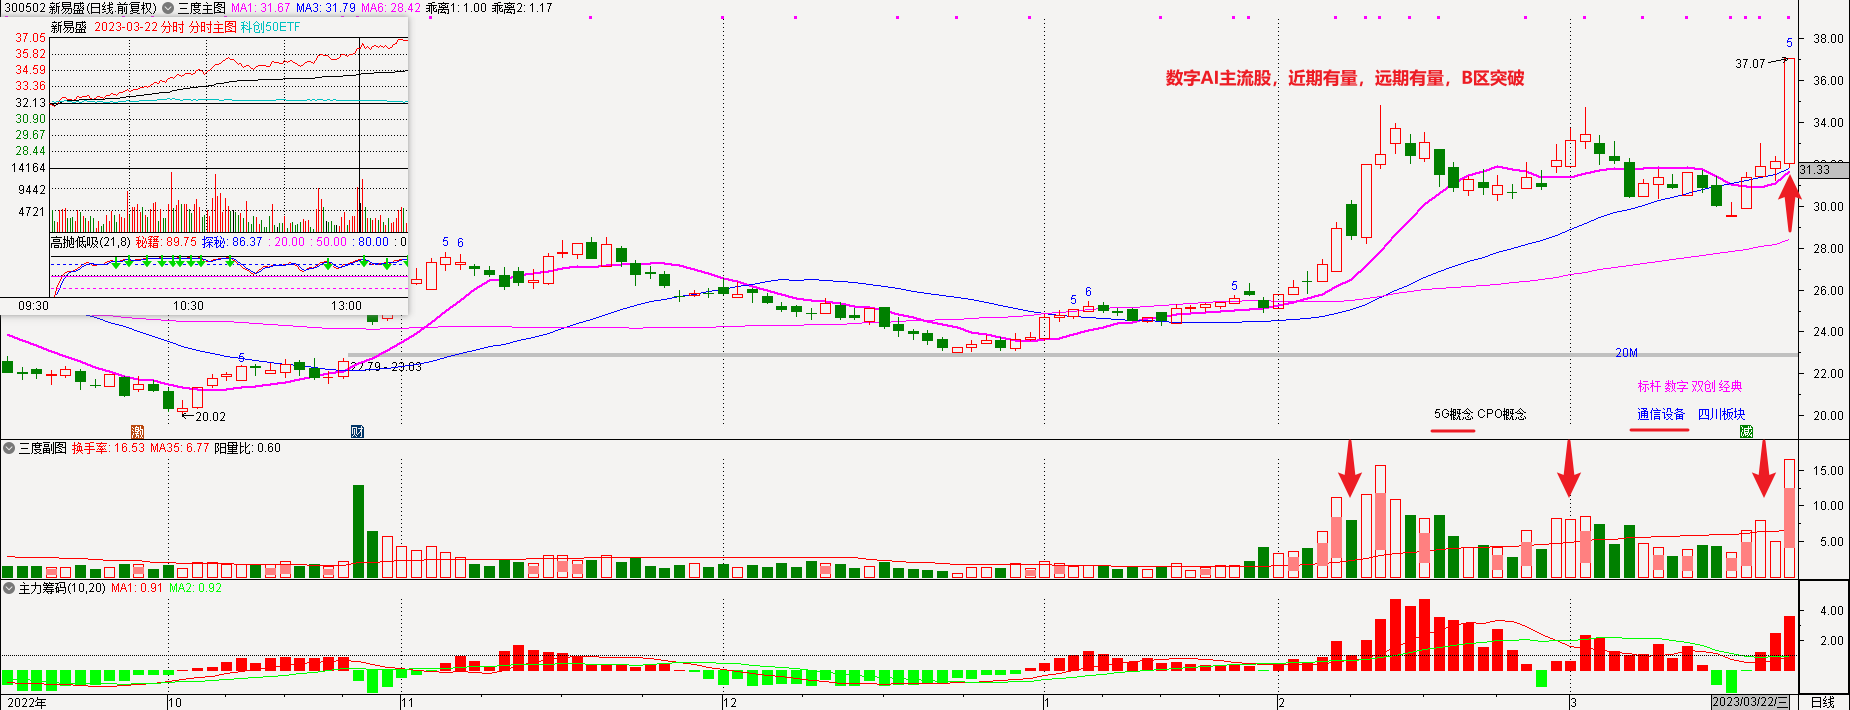 300502 新易盛(日线.前复权) 三度主图 MA1: 31.67 MA3: 31.79 MA6: 28.42 乖离1: 1.00 乖离2: 1.17
新易盛 2023-03-22 分时 分时主图 科创50ETF
37.05
35.82
34.59
33.36
32.13
30.90
29.67
28.44
14164
9442
4721
高抛低吸(21,8) 秘籍: 89.75 探秘: 86.37 : 20.00 : 50.00 : 80.00 : 0
09:30 10:30 13:00
数字AI主流股，近期有量，远期有量，B区突破
5
37.07
38.00
36.00
34.00
31.33
30.00
28.00
26.00
24.00
22.00
20.00
5 6
5 6
5
5
22.79 - 23.03
20.02
20M
标杆 数字 双创 经典
5G概念 CPO概念
通信设备 四川板块
激
财
减
三度副图 换手率: 16.53 MA35: 6.77 阳量比: 0.60
15.00
10.00
5.00
主力筹码(10,20) MA1: 0.91 MA2: 0.92
4.00
2.00
2022年 10 11 12 1 2 3 2023/03/22/三 日线